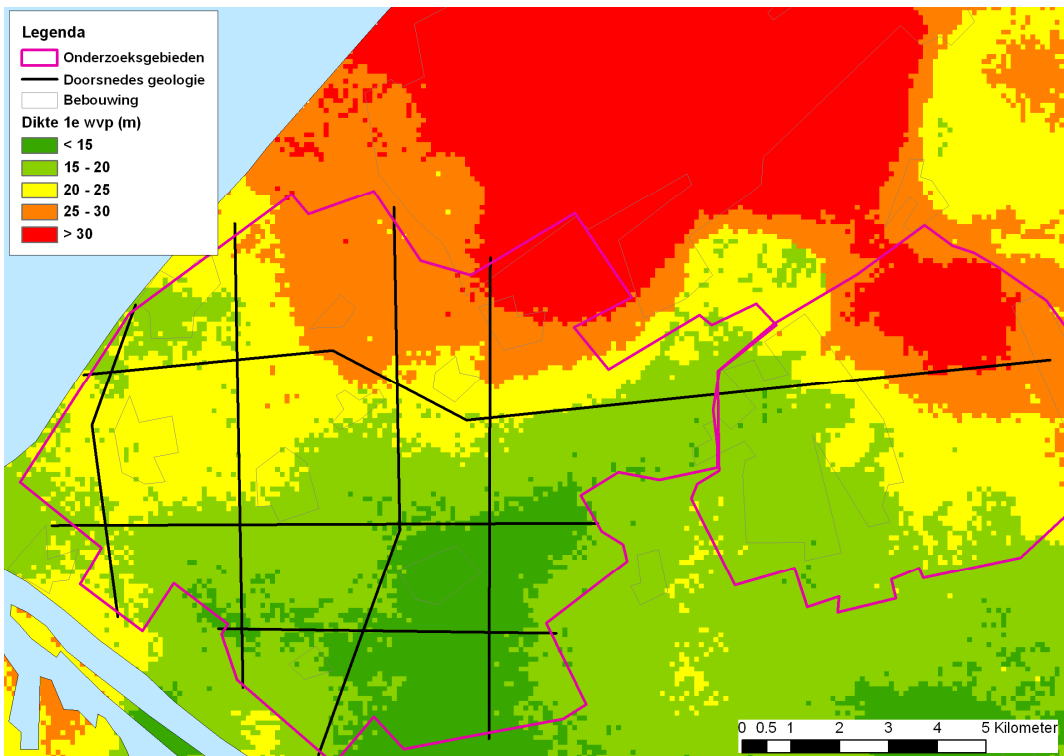 Legenda
Onderzoeksgebieden
Doorsnedes geologie
Bebouwing
Dikte 1e wvp (m)
< 15
15 - 20
20 - 25
25 - 30
> 30
0 0.5 1 2 3 4 5 Kilometer